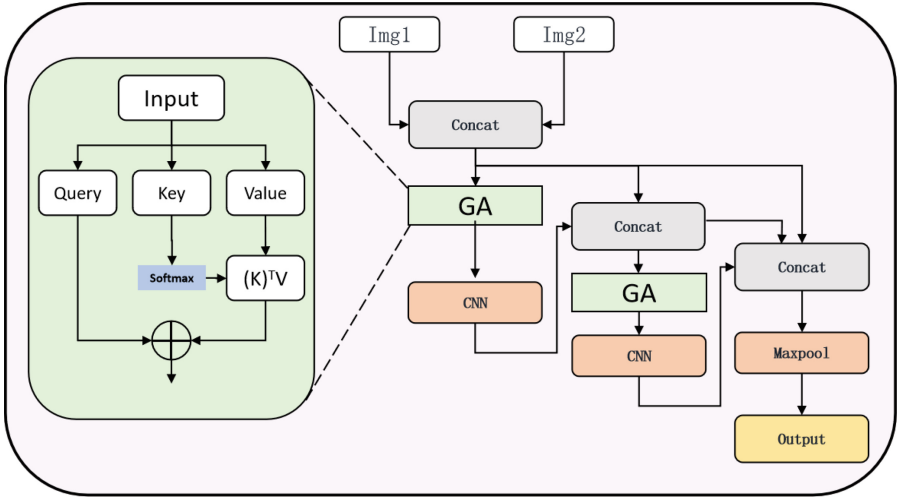 Img1
Img2
Concat
Input
Query
Key
Value
Softmax
(K)ᵀV
GA
CNN
Concat
GA
CNN
Concat
Maxpool
Output